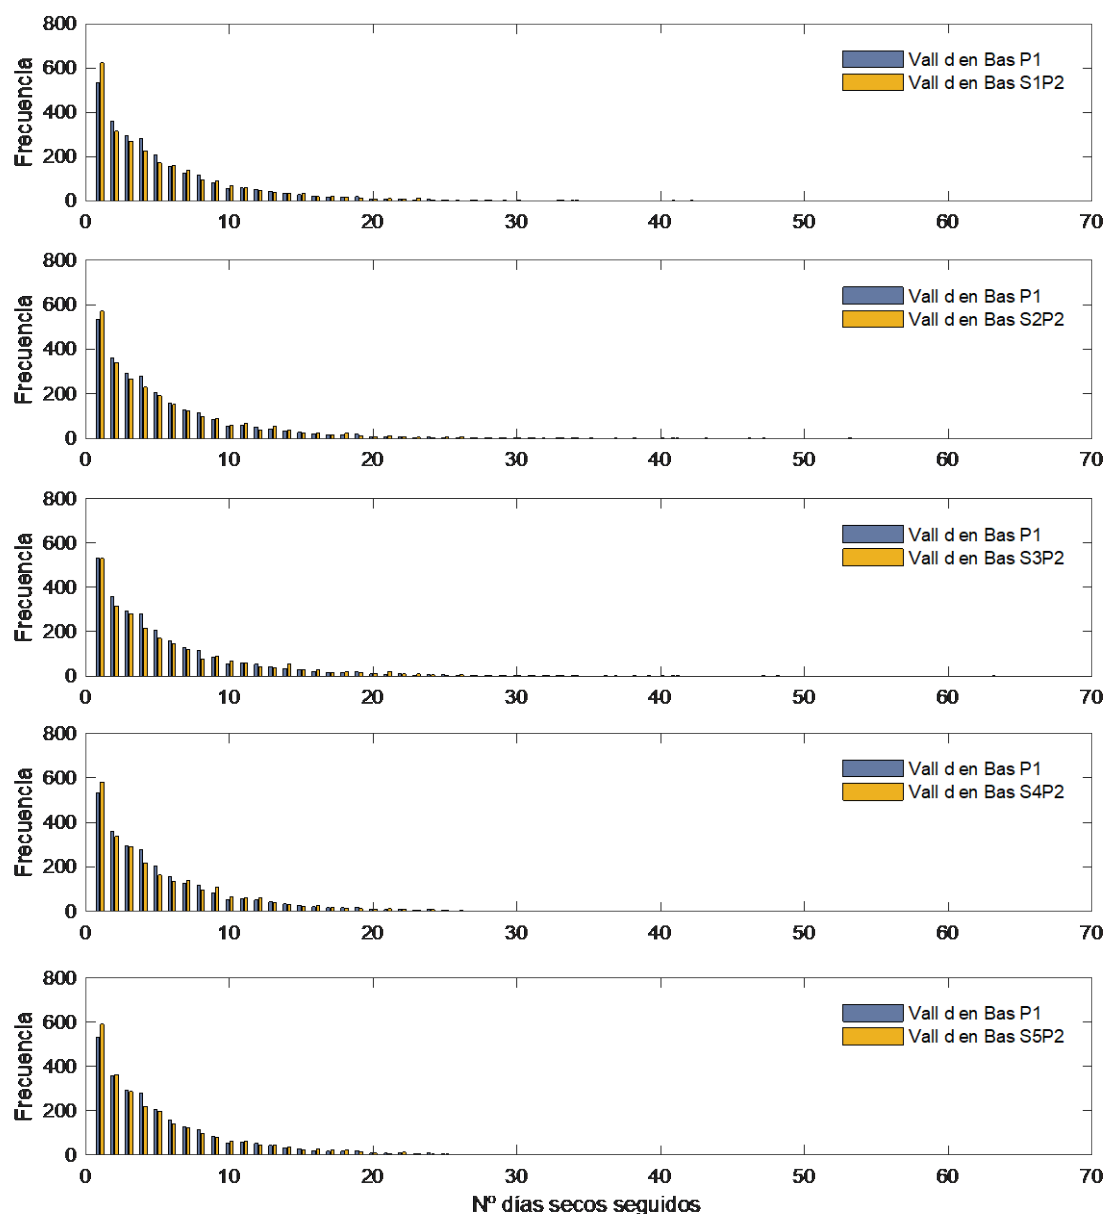 800
600
400
200
0
Frecuencia
Vall d en Bas P1
Vall d en Bas S1P2
0 10 20 30 40 50 60 70
800
600
400
200
0
Frecuencia
Vall d en Bas P1
Vall d en Bas S2P2
0 10 20 30 40 50 60 70
800
600
400
200
0
Frecuencia
Vall d en Bas P1
Vall d en Bas S3P2
0 10 20 30 40 50 60 70
800
600
400
200
0
Frecuencia
Vall d en Bas P1
Vall d en Bas S4P2
0 10 20 30 40 50 60 70
800
600
400
200
0
Frecuencia
Vall d en Bas P1
Vall d en Bas S5P2
0 10 20 30 40 50 60 70
Nº días secos seguidos